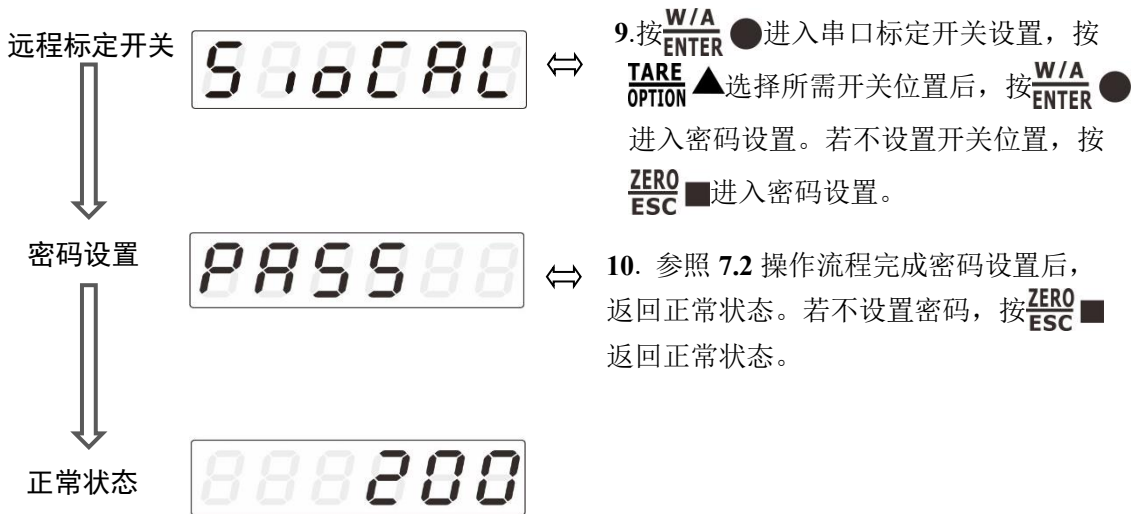 远程标定开关
S ioCAL
9.按W/A ENTER ●进入串口标定开关设置，按
TARE OPTION ▲选择所需开关位置后，按W/A ENTER ●
进入密码设置。若不设置开关位置，按
ZERO ESC ■进入密码设置。
密码设置
PASS
10. 参照 7.2 操作流程完成密码设置后，
返回正常状态。若不设置密码，按ZERO ESC ■
返回正常状态。
正常状态
200